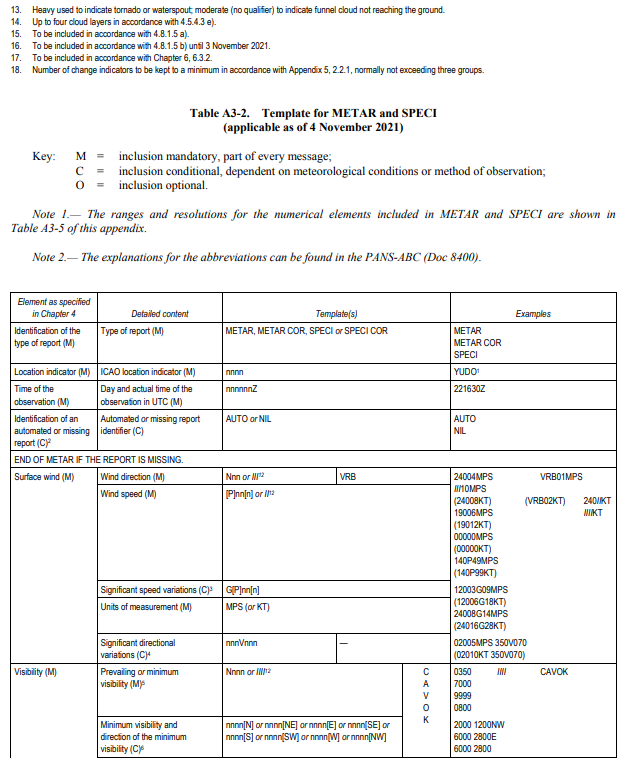 13. Heavy used to indicate tornado or waterspout; moderate (no qualifier) to indicate funnel cloud not reaching the ground.
14. Up to four cloud layers in accordance with 4.5.4.3 e).
15. To be included in accordance with 4.8.1.5 a).
16. To be included in accordance with 4.8.1.5 b) until 3 November 2021.
17. To be included in accordance with Chapter 6, 6.3.2.
18. Number of change indicators to be kept to a minimum in accordance with Appendix 5, 2.2.1, normally not exceeding three groups.
Table A3-2. Template for METAR and SPECI
(applicable as of 4 November 2021)
Key: M = inclusion mandatory, part of every message;
C = inclusion conditional, dependent on meteorological conditions or method of observation;
O = inclusion optional.
Note 1.— The ranges and resolutions for the numerical elements included in METAR and SPECI are shown in
Table A3-5 of this appendix.
Note 2.— The explanations for the abbreviations can be found in the PANS-ABC (Doc 8400).
Element as specified
in Chapter 4
Detailed content
Template(s)
Examples
Identification of the
type of report (M)
Type of report (M)
METAR, METAR COR, SPECI or SPECI COR
METAR
METAR COR
SPECI
Location indicator (M)
ICAO location indicator (M)
nnnn
YUDO¹
Time of the
observation (M)
Day and actual time of the
observation in UTC (M)
nnnnnnZ
221630Z
Identification of an
automated or missing
report (C)²
Automated or missing report
identifier (C)
AUTO or NIL
AUTO
NIL
END OF METAR IF THE REPORT IS MISSING.
Surface wind (M)
Wind direction (M)
Nnn or ///¹²
VRB
24004MPS VRB01MPS
///10MPS
(24008KT) (VRB02KT) 240//KT
19006MPS /////KT
(19012KT)
00000MPS
(00000KT)
140P49MPS
(140P99KT)
Wind speed (M)
[P]nn[n] or //¹²
Significant speed variations (C)³
G[P]nn[n]
12003G09MPS
(12006G18KT)
24008G14MPS
(24016G28KT)
Units of measurement (M)
MPS (or KT)
Significant directional
variations (C)⁴
nnnVnnn
—
02005MPS 350V070
(02010KT 350V070)
Visibility (M)
Prevailing or minimum
visibility (M)⁵
Nnnn or ////¹²
C
A
V
O
K
0350 //// CAVOK
7000
9999
0800
Minimum visibility and
direction of the minimum
visibility (C)⁶
nnnn[N] or nnnn[NE] or nnnn[E] or nnnn[SE] or
nnnn[S] or nnnn[SW] or nnnn[W] or nnnn[NW]
2000 1200NW
6000 2800E
6000 2800